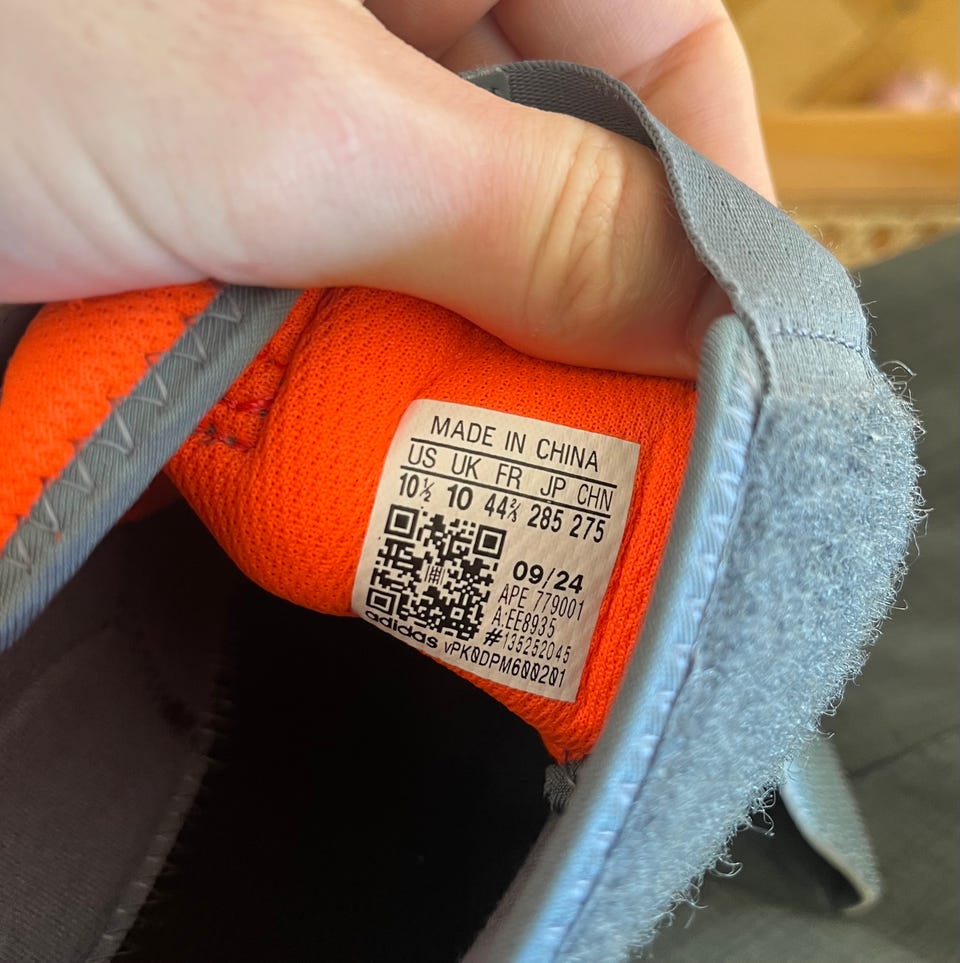 MADE IN CHINA
US UK FR JP CHN
10½ 10 44⅔ 285 275
09/24
APE 779001
A:EE8935
#135252045
adidas vPK0DPM600201